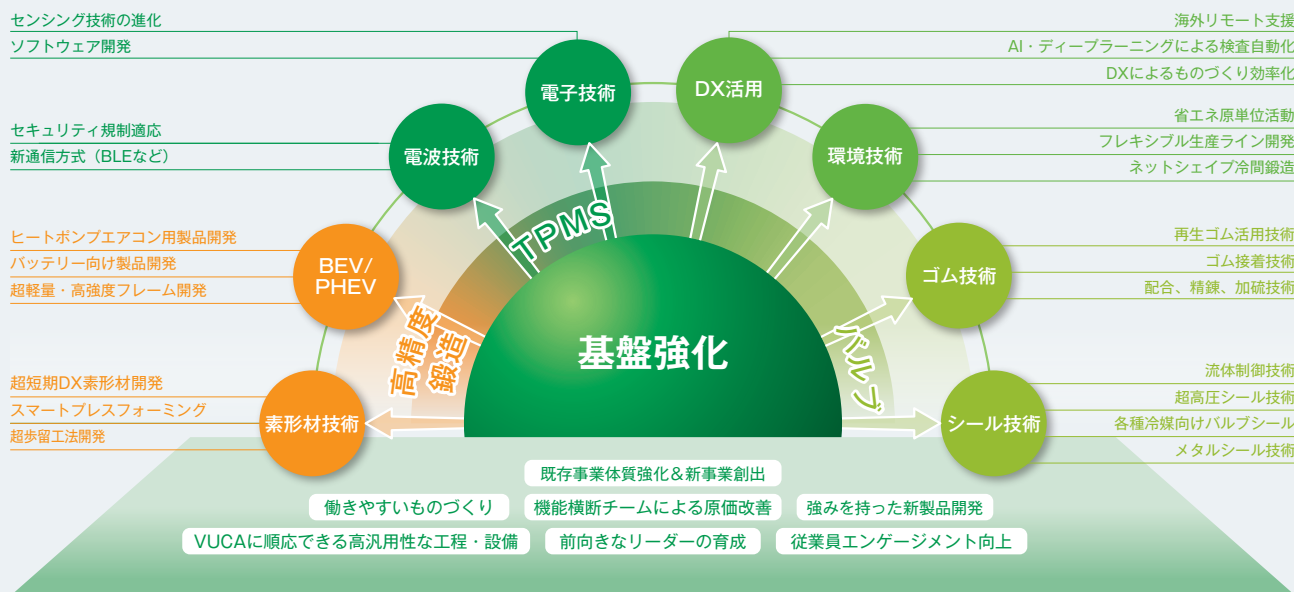 センシング技術の進化
ソフトウェア開発
電子技術
セキュリティ規制適応
新通信方式（BLEなど）
電波技術
ヒートポンプエアコン用製品開発
バッテリー向け製品開発
超軽量・高強度フレーム開発
BEV/
PHEV
超短期DX素形材開発
スマートプレスフォーミング
超歩留工法開発
素形材技術
海外リモート支援
AI・ディープラーニングによる検査自動化
DXによるものづくり効率化
DX活用
省エネ原単位活動
フレキシブル生産ライン開発
ネットシェイプ冷間鍛造
環境技術
再生ゴム活用技術
ゴム接着技術
配合、精錬、加硫技術
ゴム技術
流体制御技術
超高圧シール技術
各種冷媒向けバルブシール
メタルシール技術
シール技術
TPMS
高精度
鍛造
バルブ
基盤強化
既存事業体質強化＆新事業創出
働きやすいものづくり
機能横断チームによる原価改善
強みを持った新製品開発
VUCAに順応できる高汎用性な工程・設備
前向きなリーダーの育成
従業員エンゲージメント向上